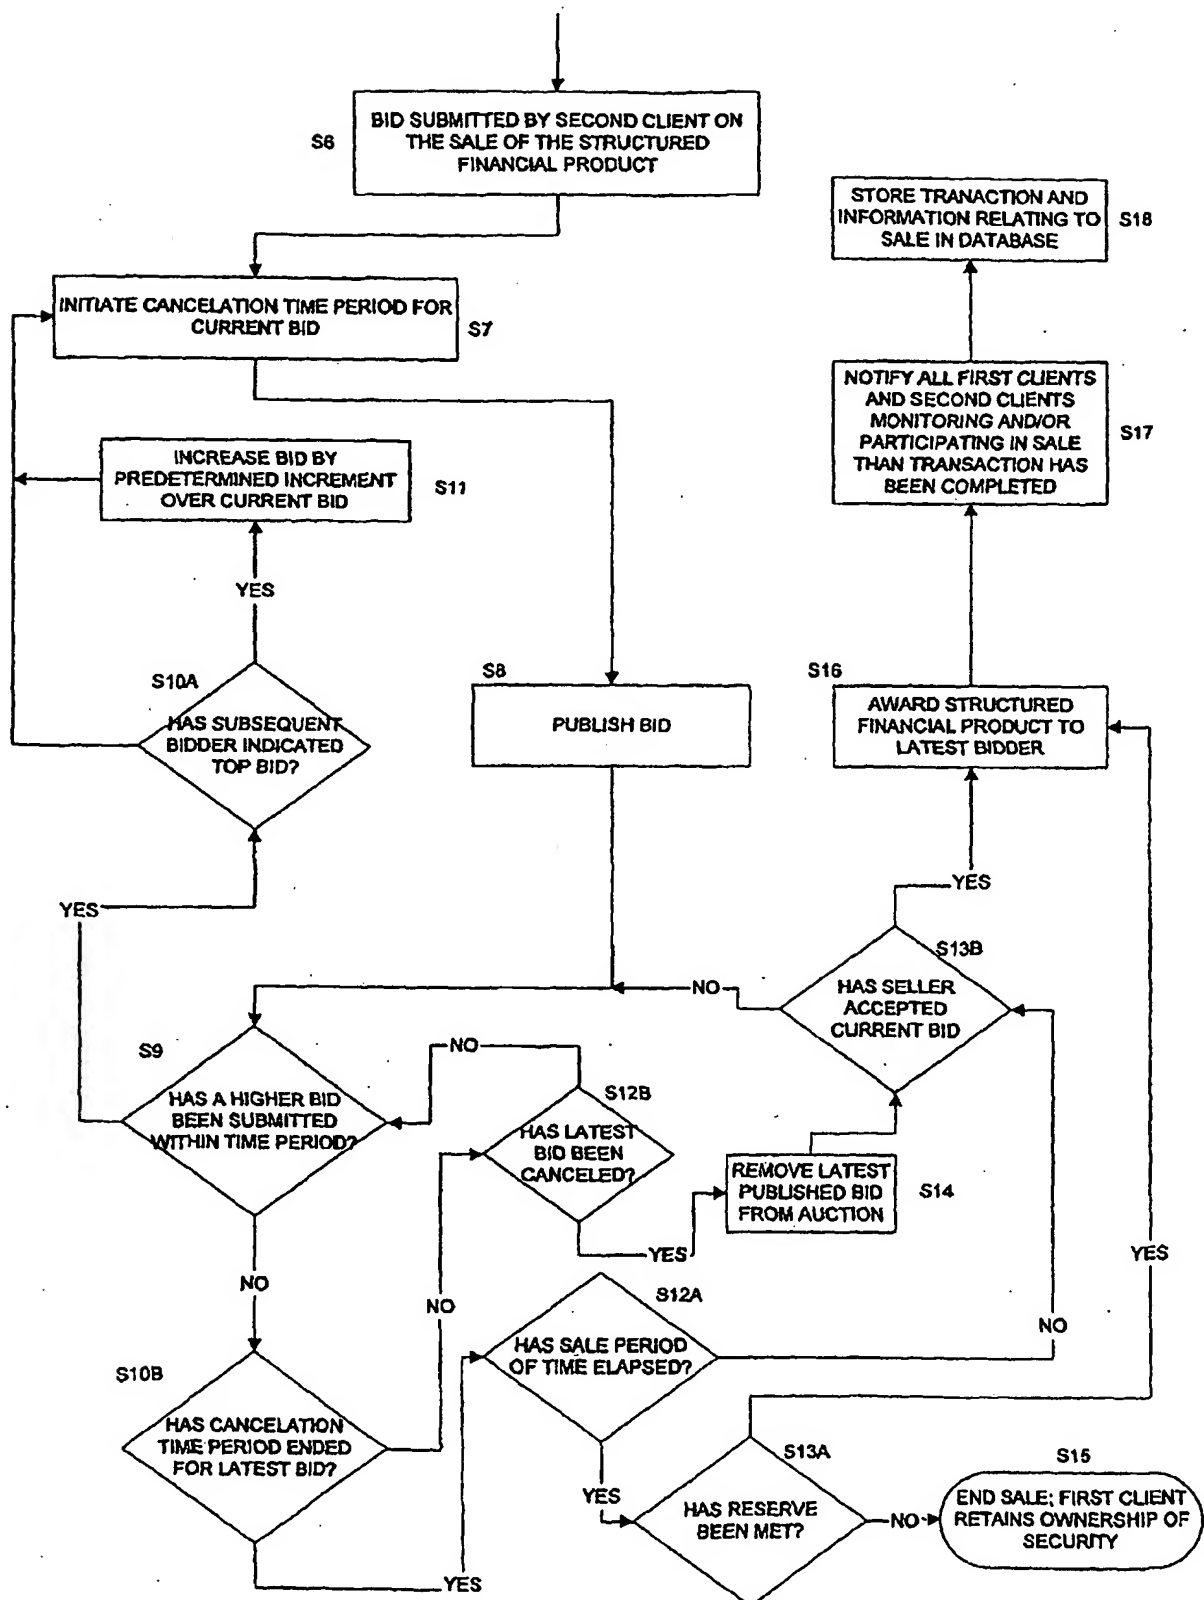 BID SUBMITTED BY SECOND CLIENT ON
THE SALE OF THE STRUCTURED
FINANCIAL PRODUCT
S6
STORE TRANACTION AND
INFORMATION RELATING TO
SALE IN DATABASE
S18
INITIATE CANCELATION TIME PERIOD FOR
CURRENT BID
S7
NOTIFY ALL FIRST CLIENTS
AND SECOND CLIENTS
MONITORING AND/OR
PARTICIPATING IN SALE
THAN TRANSACTION HAS
BEEN COMPLETED
S17
INCREASE BID BY
PREDETERMINED INCREMENT
OVER CURRENT BID
S11
YES
S10A
HAS SUBSEQUENT
BIDDER INDICATED
TOP BID?
S8
PUBLISH BID
S16
AWARD STRUCTURED
FINANCIAL PRODUCT TO
LATEST BIDDER
YES
YES
S13B
HAS SELLER
ACCEPTED
CURRENT BID
NO
S9
HAS A HIGHER BID
BEEN SUBMITTED
WITHIN TIME PERIOD?
NO
S12B
HAS LATEST
BID BEEN
CANCELED?
REMOVE LATEST
PUBLISHED BID
FROM AUCTION
S14
YES
YES
NO
NO
S12A
HAS SALE PERIOD
OF TIME ELAPSED?
NO
S10B
HAS CANCELATION
TIME PERIOD ENDED
FOR LATEST BID?
YES
YES
S13A
HAS RESERVE
BEEN MET?
NO
S15
END SALE; FIRST CLIENT
RETAINS OWNERSHIP OF
SECURITY